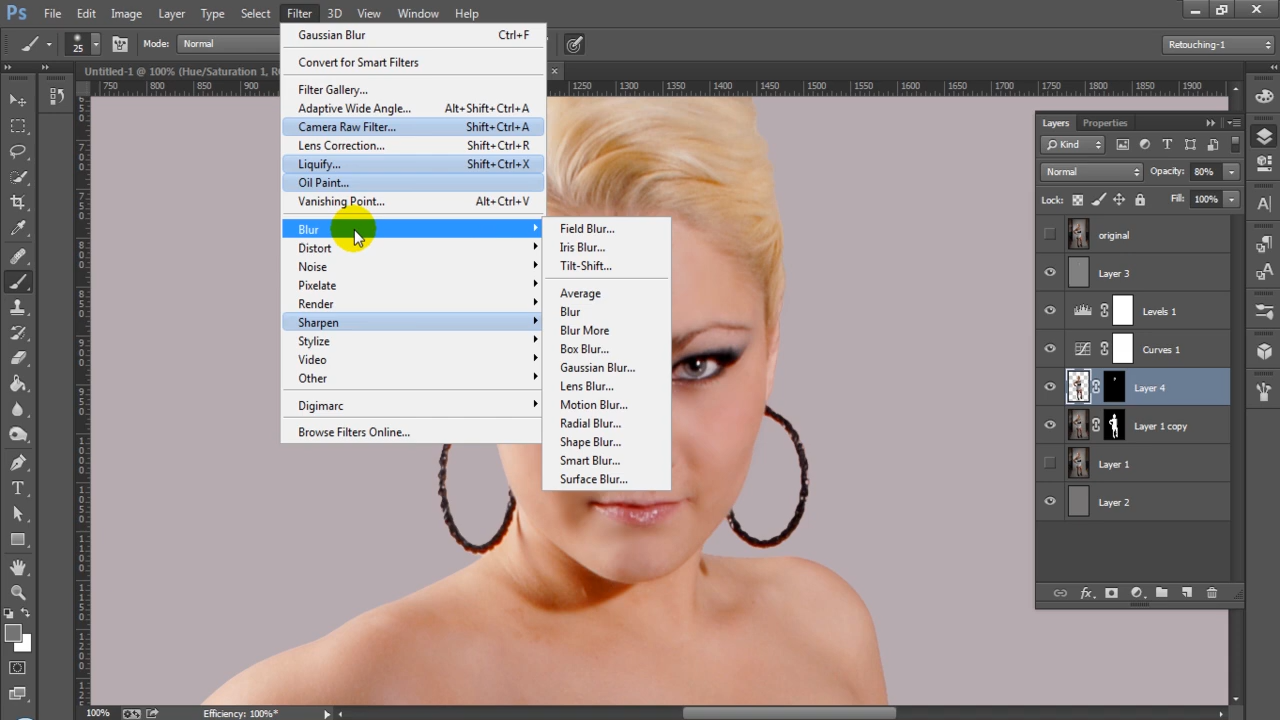 Ps File Edit Image Layer Type Select Filter 3D View Window Help
25 Mode: Normal Retouching-1
Untitled-1 @ 100% (Hue/Saturation 1, R
750 800 850 900 1250 1300 1350 1400 1450 1500 1550 1600 1650 1700 1750 1800 1850 1900
Gaussian Blur Ctrl+F
Convert for Smart Filters
Filter Gallery...
Adaptive Wide Angle... Alt+Shift+Ctrl+A
Camera Raw Filter... Shift+Ctrl+A
Lens Correction... Shift+Ctrl+R
Liquify... Shift+Ctrl+X
Oil Paint...
Vanishing Point... Alt+Ctrl+V
Blur
Distort
Noise
Pixelate
Render
Sharpen
Stylize
Video
Other
Digimarc
Browse Filters Online...
Field Blur...
Iris Blur...
Tilt-Shift...
Average
Blur
Blur More
Box Blur...
Gaussian Blur...
Lens Blur...
Motion Blur...
Radial Blur...
Shape Blur...
Smart Blur...
Surface Blur...
Layers Properties
Kind
Normal Opacity: 80%
Lock: Fill: 100%
original
Layer 3
Levels 1
Curves 1
Layer 4
Layer 1 copy
Layer 1
Layer 2
fx
100% Efficiency: 100%*